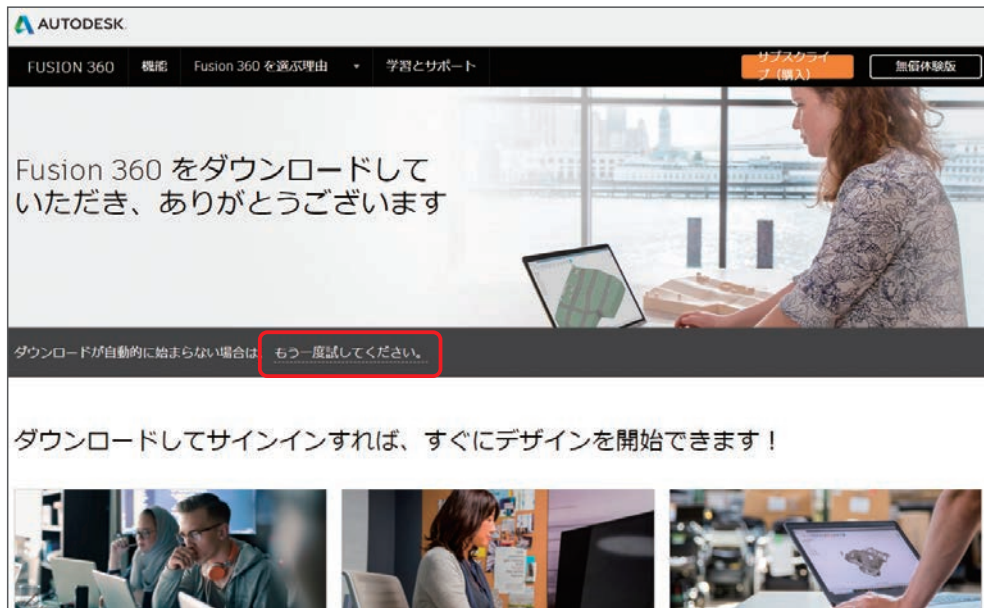 AUTODESK
FUSION 360 機能 Fusion 360 を選ぶ理由 学習とサポート サブスクライ
ブ（購入） 無償体験版
Fusion 360 をダウンロードして
いただき、ありがとうございます
ダウンロードが自動的に始まらない場合は、もう一度試してください。
ダウンロードしてサインインすれば、すぐにデザインを開始できます！